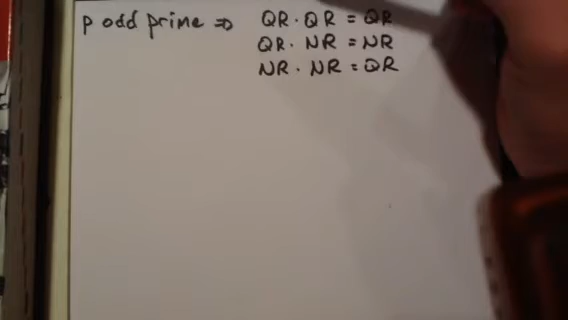 p odd prime ⇒ QR · QR = QR
QR · NR = NR
NR · NR = QR